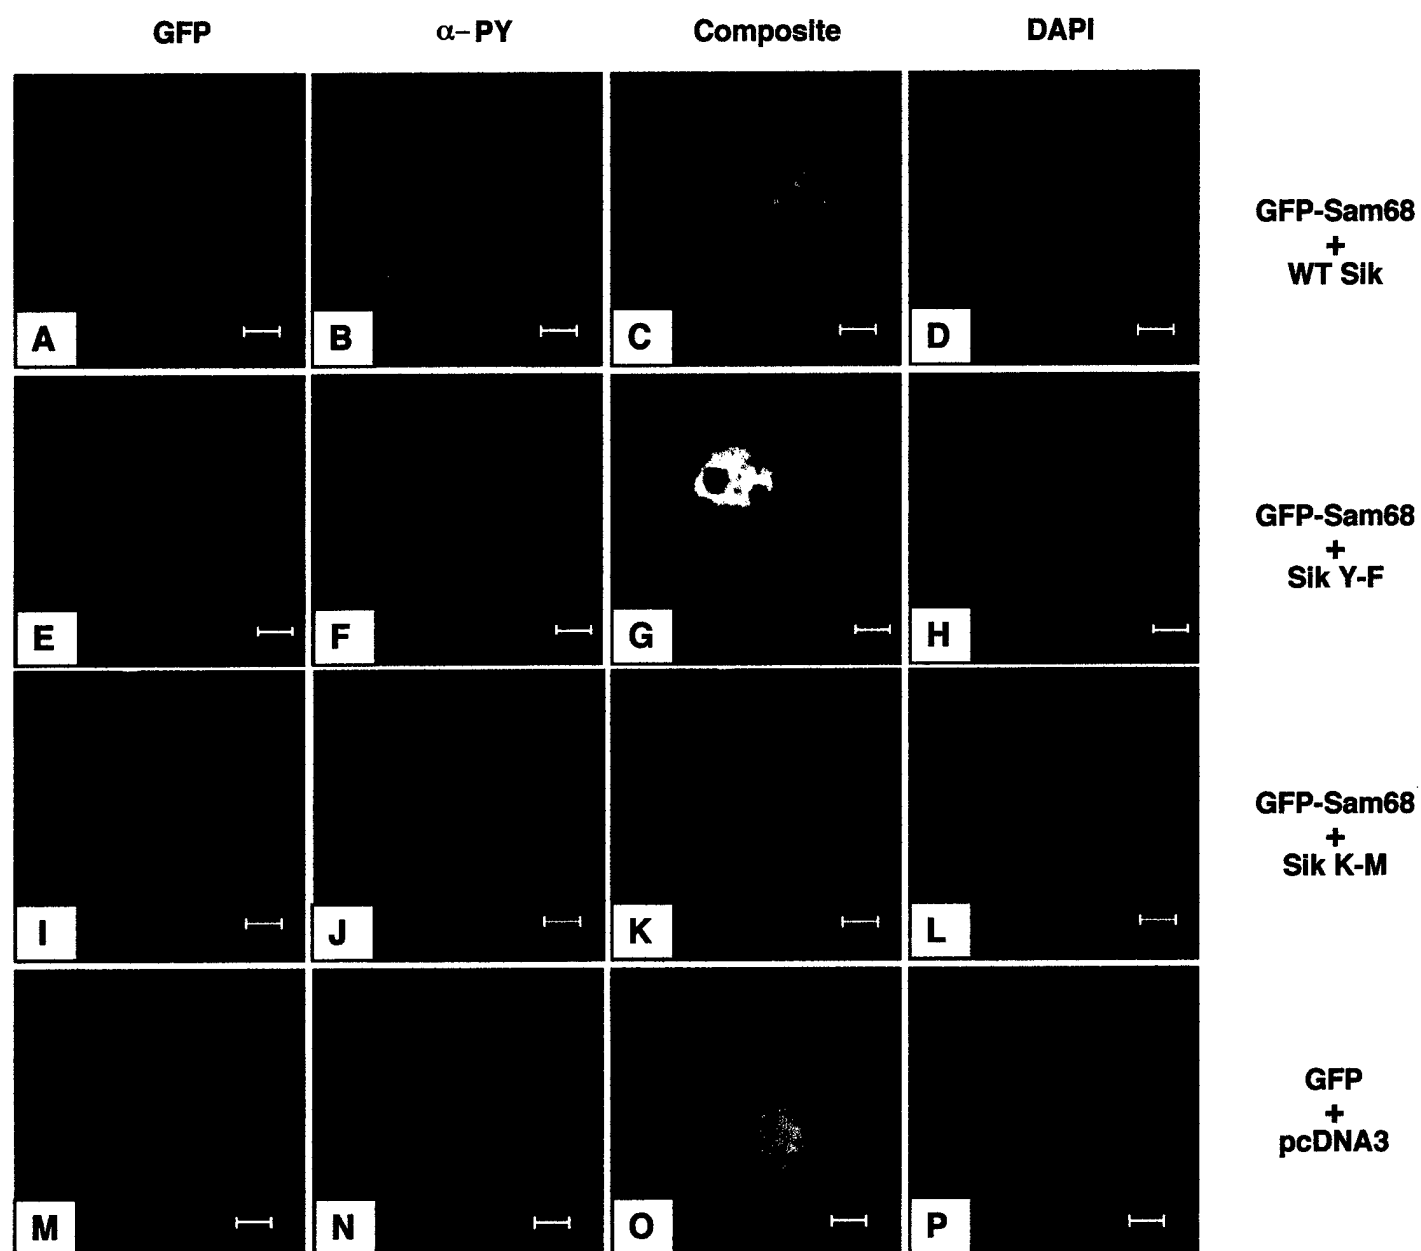 GFP α-PY Composite DAPI
A B C D
GFP-Sam68
+
WT Sik
E F G H
GFP-Sam68
+
Sik Y-F
I J K L
GFP-Sam68
+
Sik K-M
M N O P
GFP
+
pcDNA3